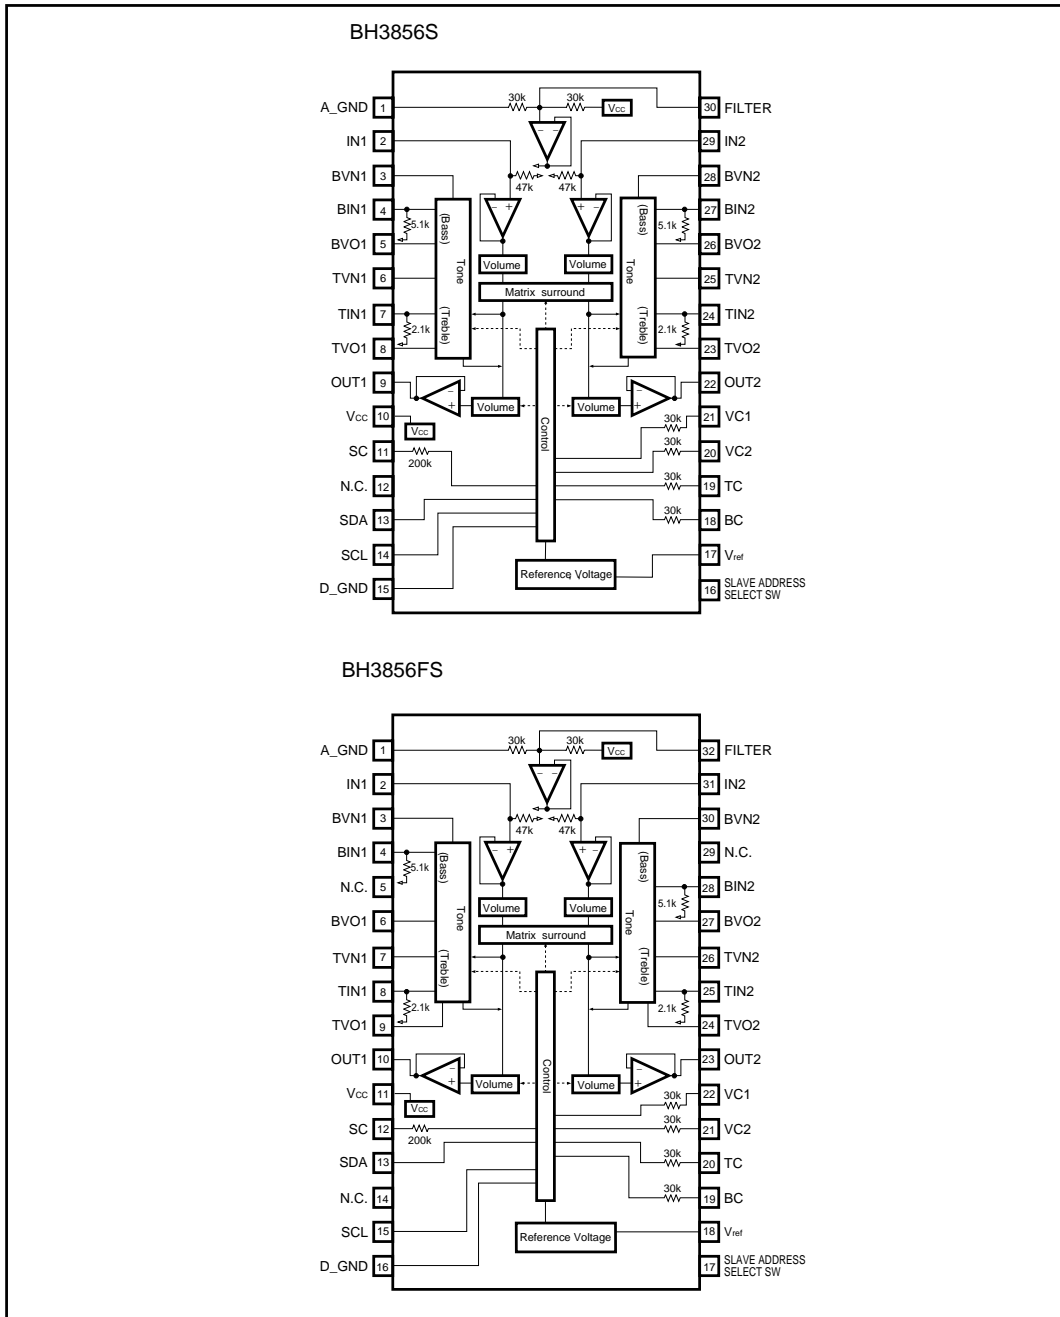 BH3856S
30k 30k
A_GND 1 Vcc 30 FILTER
IN1 2 29 IN2
BVN1 3 47k 47k 28 BVN2
BIN1 4 27 BIN2
5.1k (Bass) − + + − (Bass) 5.1k
BVO1 5 26 BVO2
Volume Volume
TVN1 6 Tone Tone 25 TVN2
Matrix surround
TIN1 7 24 TIN2
2.1k (Treble) (Treble) 2.1k
TVO1 8 23 TVO2
OUT1 9 22 OUT2
Volume Volume
Vcc 10 Control 30k 21 VC1
Vcc
SC 11 30k 20 VC2
200k
N.C. 12 30k 19 TC
SDA 13 30k 18 BC
SCL 14 17 Vref
Reference Voltage
D_GND 15 16 SLAVE ADDRESS
SELECT SW
BH3856FS
30k 30k
A_GND 1 Vcc 32 FILTER
IN1 2 31 IN2
BVN1 3 47k 47k 30 BVN2
BIN1 4 29 N.C.
5.1k (Bass) − + + − (Bass)
N.C. 5 28 BIN2
Volume Volume 5.1k
BVO1 6 Tone Tone 27 BVO2
Matrix surround
TVN1 7 26 TVN2
(Treble) (Treble)
TIN1 8 25 TIN2
2.1k 2.1k
TVO1 9 24 TVO2
OUT1 10 23 OUT2
Volume Control Volume
Vcc 11 30k 22 VC1
Vcc
SC 12 30k 21 VC2
200k
SDA 13 30k 20 TC
N.C. 14 30k 19 BC
SCL 15 18 Vref
Reference Voltage
D_GND 16 17 SLAVE ADDRESS
SELECT SW